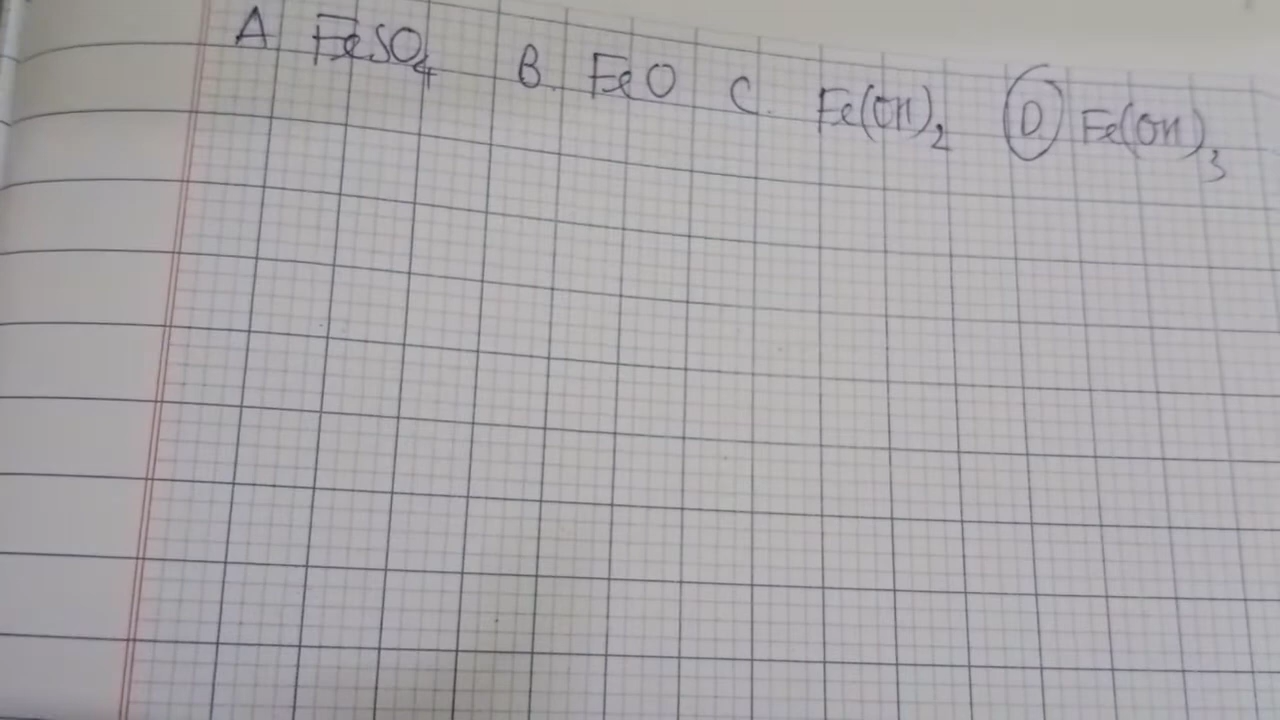 A FeSO₄ B. FeO C. Fe(OH)₂ D Fe(OH)₃